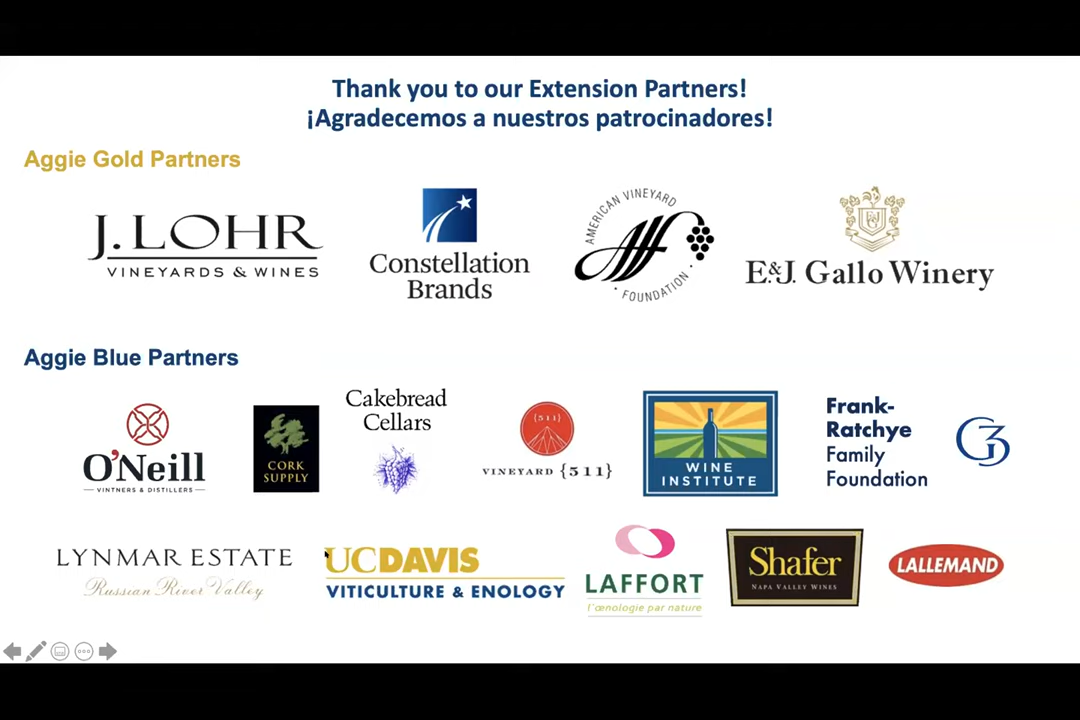 Thank you to our Extension Partners!
¡Agradecemos a nuestros patrocinadores!
Aggie Gold Partners
J. LOHR
VINEYARDS & WINES
Constellation
Brands
AMERICAN VINEYARD
AVF
• FOUNDATION •
E&J
E.&J. Gallo Winery
Aggie Blue Partners
O'Neill
VINTNERS & DISTILLERS
CORK
SUPPLY
Cakebread
Cellars
{511}
VINEYARD {511}
WINE
INSTITUTE
Frank-
Ratchye
Family
Foundation
G3
LYNMAR ESTATE
Russian River Valley
UCDAVIS
VITICULTURE & ENOLOGY
LAFFORT
l'œnologie par nature
Shafer
NAPA VALLEY WINES
LALLEMAND